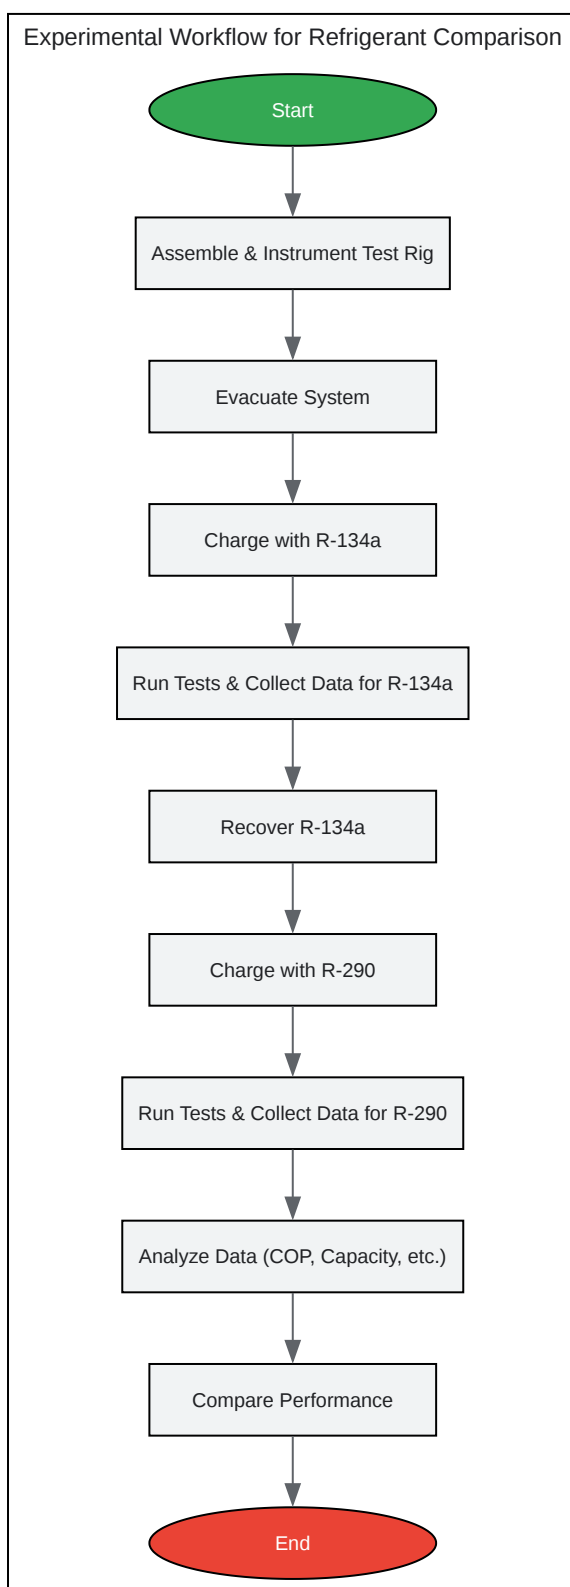 Experimental Workflow for Refrigerant Comparison
Start
Assemble & Instrument Test Rig
Evacuate System
Charge with R-134a
Run Tests & Collect Data for R-134a
Recover R-134a
Charge with R-290
Run Tests & Collect Data for R-290
Analyze Data (COP, Capacity, etc.)
Compare Performance
End